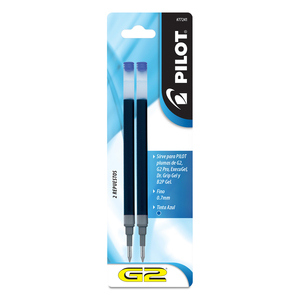 PILOT
2 REPUESTOS
Sirve para PILOT
plumas de G2,
G2 Pro, ExecuGel,
Dr. Grip Gel y
B2P Gel.
Fino
0.7mm
Tinta Azul
G2